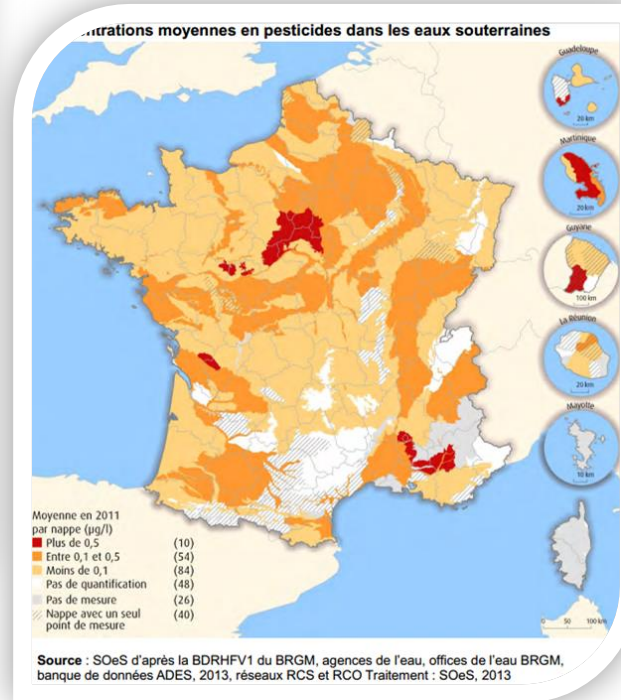 ntrations moyennes en pesticides dans les eaux souterraines
Guadeloupe
20 km
Martinique
20 km
Guyane
100 km
La Réunion
20 km
Mayotte
10 km
Moyenne en 2011
par nappe (µg/l)
Plus de 0,5 (10)
Entre 0,1 et 0,5 (54)
Moins de 0,1 (84)
Pas de quantification (48)
Pas de mesure (26)
Nappe avec un seul (40)
point de mesure
0 50 100 km
Source : SOeS d'après la BDRHFV1 du BRGM, agences de l'eau, offices de l'eau BRGM,
banque de données ADES, 2013, réseaux RCS et RCO Traitement : SOeS, 2013